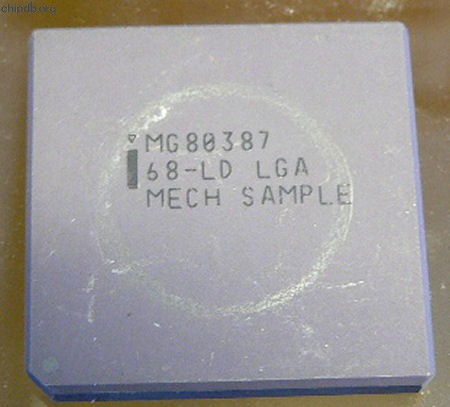 chipdb.org
MG80387
68-LD LGA
MECH SAMPLE